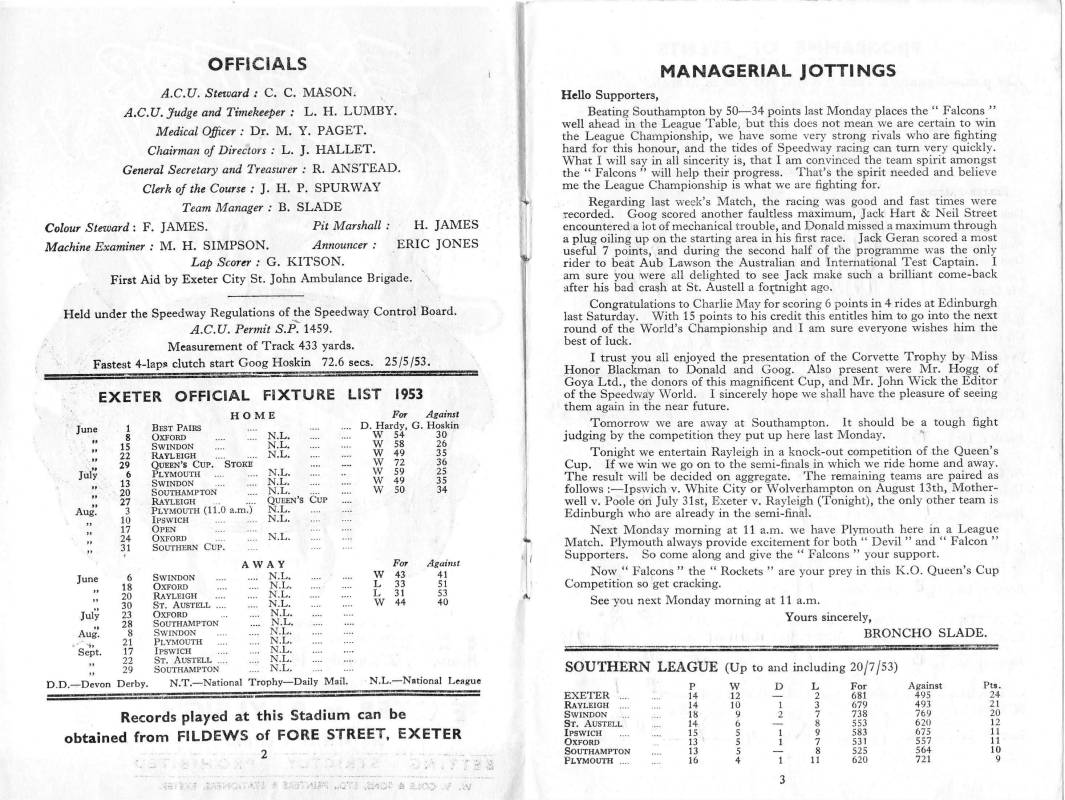 OFFICIALS
A.C.U. Steward : C. C. MASON.
A.C.U. Judge and Timekeeper : L. H. LUMBY.
Medical Officer : Dr. M. Y. PAGET.
Chairman of Directors : L. J. HALLET.
General Secretary and Treasurer : R. ANSTEAD.
Clerk of the Course : J. H. P. SPURWAY
Team Manager : B. SLADE
Colour Steward : F. JAMES. Pit Marshall : H. JAMES
Machine Examiner : M. H. SIMPSON. Announcer : ERIC JONES
Lap Scorer : G. KITSON.
First Aid by Exeter City St. John Ambulance Brigade.
Held under the Speedway Regulations of the Speedway Control Board.
A.C.U. Permit S.P. 1459.
Measurement of Track 433 yards.
Fastest 4-laps clutch start Goog Hoskin 72.6 secs. 25/5/53.
EXETER OFFICIAL FIXTURE LIST 1953
HOME For Against
June 1 BEST PAIRS .... .... .... D. Hardy, G. Hoskin
„ 8 OXFORD .... .... N.L. .... .... W 54 30
„ 15 SWINDON .... .... N.L. .... .... W 58 26
„ 22 RAYLEIGH .... .... N.L. .... .... W 49 35
„ 29 QUEEN'S CUP. STOKE .... .... W 72 36
July 6 PLYMOUTH .... .... N.L. .... .... W 59 25
„ 13 SWINDON .... .... N.L. .... .... W 49 35
„ 20 SOUTHAMPTON .... N.L. .... .... W 50 34
„ 27 RAYLEIGH .... QUEEN'S CUP ....
Aug. 3 PLYMOUTH (11.0 a.m.) N.L. .... ....
„ 10 IPSWICH .... .... N.L. .... ....
„ 17 OPEN .... .... .... ....
„ 24 OXFORD .... .... N.L. .... ....
„ 31 SOUTHERN CUP. .... .... ....
AWAY For Against
June 6 SWINDON .... .... N.L. .... .... W 43 41
„ 18 OXFORD .... .... N.L. .... .... L 33 51
„ 20 RAYLEIGH .... .... N.L. .... .... L 31 53
„ 30 ST. AUSTELL .... .... N.L. .... .... W 44 40
July 23 OXFORD .... .... N.L. .... ....
„ 28 SOUTHAMPTON .... N.L. .... ....
Aug. 8 SWINDON .... .... N.L. .... ....
„ 21 PLYMOUTH .... .... N.L. .... ....
Sept. 17 IPSWICH .... .... N.L. .... ....
„ 22 ST. AUSTELL .... .... N.L. .... ....
„ 29 SOUTHAMPTON .... N.L. .... ....
D.D.—Devon Derby. N.T.—National Trophy—Daily Mail. N.L.—National League
Records played at this Stadium can be
obtained from FILDEWS of FORE STREET, EXETER
2
MANAGERIAL JOTTINGS
Hello Supporters,
Beating Southampton by 50—34 points last Monday places the “ Falcons ”
well ahead in the League Table, but this does not mean we are certain to win
the League Championship, we have some very strong rivals who are fighting
hard for this honour, and the tides of Speedway racing can turn very quickly.
What I will say in all sincerity is, that I am convinced the team spirit amongst
the “ Falcons ” will help their progress. That's the spirit needed and believe
me the League Championship is what we are fighting for.
Regarding last week's Match, the racing was good and fast times were
recorded. Goog scored another faultless maximum, Jack Hart & Neil Street
encountered a lot of mechanical trouble, and Donald missed a maximum through
a plug oiling up on the starting area in his first race. Jack Geran scored a most
useful 7 points, and during the second half of the programme was the only
rider to beat Aub Lawson the Australian and International Test Captain. I
am sure you were all delighted to see Jack make such a brilliant come-back
after his bad crash at St. Austell a fortnight ago.
Congratulations to Charlie May for scoring 6 points in 4 rides at Edinburgh
last Saturday. With 15 points to his credit this entitles him to go into the next
round of the World's Championship and I am sure everyone wishes him the
best of luck.
I trust you all enjoyed the presentation of the Corvette Trophy by Miss
Honor Blackman to Donald and Goog. Also present were Mr. Hogg of
Goya Ltd., the donors of this magnificent Cup, and Mr. John Wick the Editor
of the Speedway World. I sincerely hope we shall have the pleasure of seeing
them again in the near future.
Tomorrow we are away at Southampton. It should be a tough fight
judging by the competition they put up here last Monday.
Tonight we entertain Rayleigh in a knock-out competition of the Queen's
Cup. If we win we go on to the semi-finals in which we ride home and away.
The result will be decided on aggregate. The remaining teams are paired as
follows :—Ipswich v. White City or Wolverhampton on August 13th, Mother-
well v. Poole on July 31st. Exeter v. Rayleigh (Tonight), the only other team is
Edinburgh who are already in the semi-final.
Next Monday morning at 11 a.m. we have Plymouth here in a League
Match. Plymouth always provide excitement for both “ Devil ” and “ Falcon ”
Supporters. So come along and give the “ Falcons ” your support.
Now “ Falcons ” the “ Rockets ” are your prey in this K.O. Queen's Cup
Competition so get cracking.
See you next Monday morning at 11 a.m.
Yours sincerely,
BRONCHO SLADE.
SOUTHERN LEAGUE (Up to and including 20/7/53)
P W D L For Against Pts.
EXETER .... .... 14 12 — 2 681 495 24
RAYLEIGH .... .... 14 10 1 3 679 493 21
SWINDON .... .... 18 9 2 7 738 769 20
ST. AUSTELL .... 14 6 — 8 553 620 12
IPSWICH .... .... 15 5 1 9 583 675 11
OXFORD .... .... 13 5 1 7 531 557 11
SOUTHAMPTON .... 13 5 — 8 525 564 10
PLYMOUTH .... .... 16 4 1 11 620 721 9
3